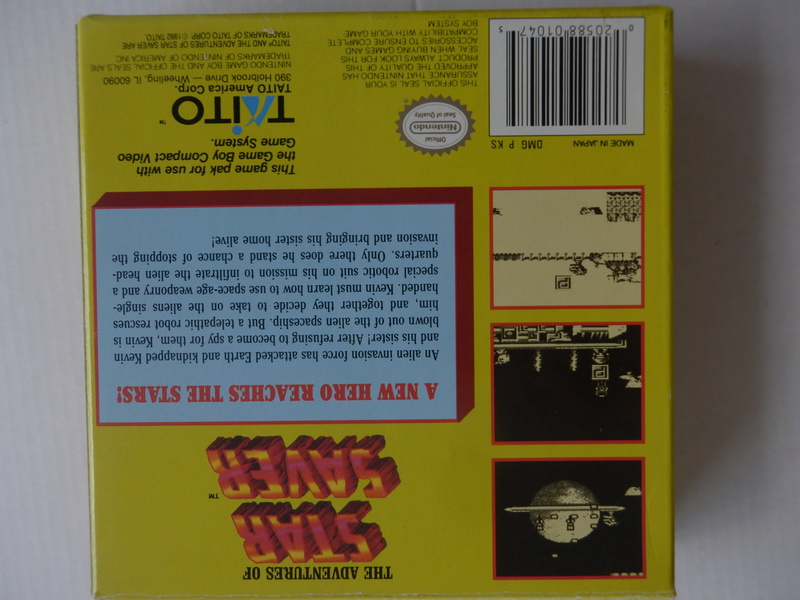 THE ADVENTURES OF
STAR
SAVER™
A NEW HERO REACHES THE STARS!
An alien invasion force has attacked Earth and kidnapped Kevin
and his sister! After refusing to become a spy for them, Kevin is
blown out of the alien spaceship. But a telepathic robot rescues
him, and together they decide to take on the aliens single-
handed. Kevin must learn how to use space-age weaponry and a
special robotic suit on his mission to infiltrate the alien head-
quarters. Only there does he stand a chance of stopping the
invasion and bringing his sister home alive!
This game pak for use with
the Game Boy Compact Video
Game System.
TAITO™
TAITO America Corp.
390 Holbrook Drive — Wheeling, IL 60090
NINTENDO GAME BOY AND THE OFFICIAL SEALS ARE
TRADEMARKS OF NINTENDO OF AMERICA INC.
TAITO® AND THE ADVENTURES OF STAR SAVER ARE
TRADEMARKS OF TAITO CORP. © 1992 TAITO.
Official
Nintendo
Seal of Quality
THIS OFFICIAL SEAL IS YOUR
ASSURANCE THAT NINTENDO HAS
APPROVED THE QUALITY OF THIS
PRODUCT. ALWAYS LOOK FOR THIS
SEAL WHEN BUYING GAMES AND
ACCESSORIES TO ENSURE COMPLETE
COMPATIBILITY WITH YOUR GAME
BOY SYSTEM.
MADE IN JAPAN DMG P KS
0 20588 01047 5